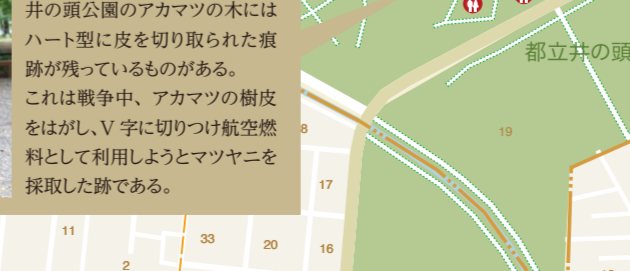 井の頭公園のアカマツの木には
ハート型に皮を切り取られた痕
跡が残っているものがある。
これは戦争中、アカマツの樹皮
をはがし、V字に切りつけ航空燃
料として利用しようとマツヤニを
採取した跡である。
都立井の頭
8
19
17
11
33
20
16
2